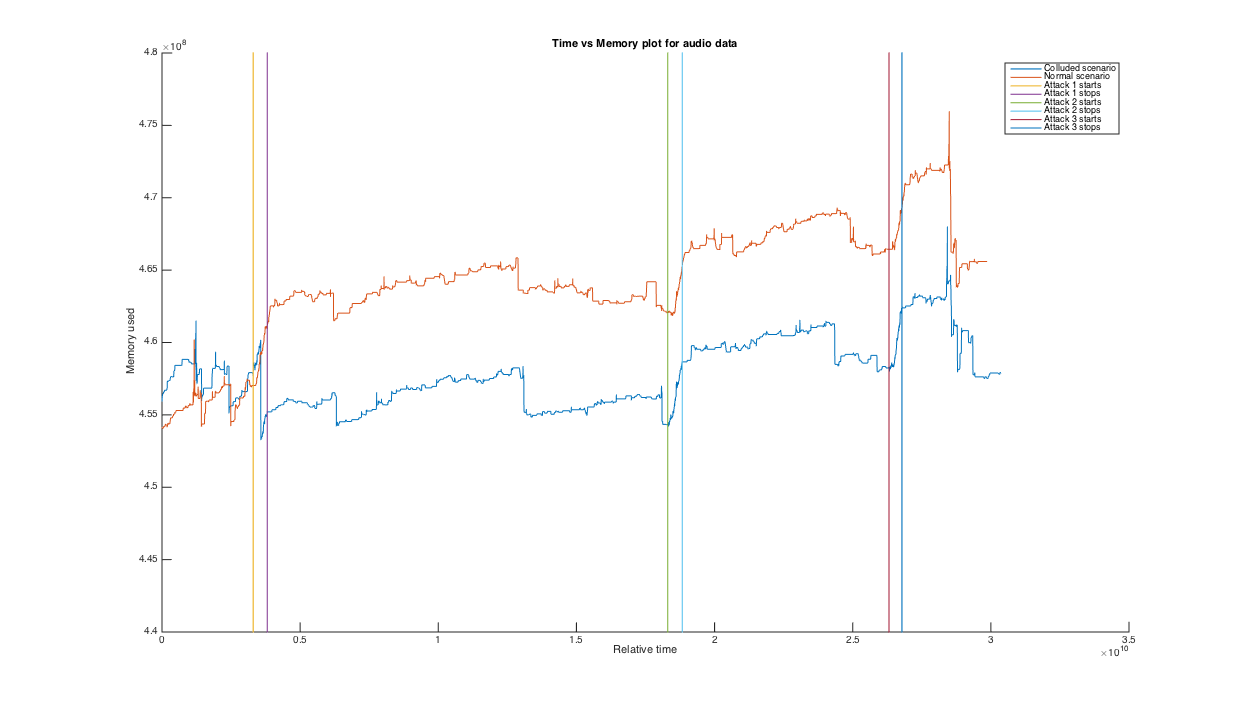 Time vs Memory plot for audio data
×10⁸
4.8
4.75
4.7
4.65
4.6
4.55
4.5
4.45
4.4
Memory used
Colluded scenario
Normal scenario
Attack 1 starts
Attack 1 stops
Attack 2 starts
Attack 2 stops
Attack 3 starts
Attack 3 stops
0 0.5 1 1.5 2 2.5 3 3.5
Relative time
×10¹⁰